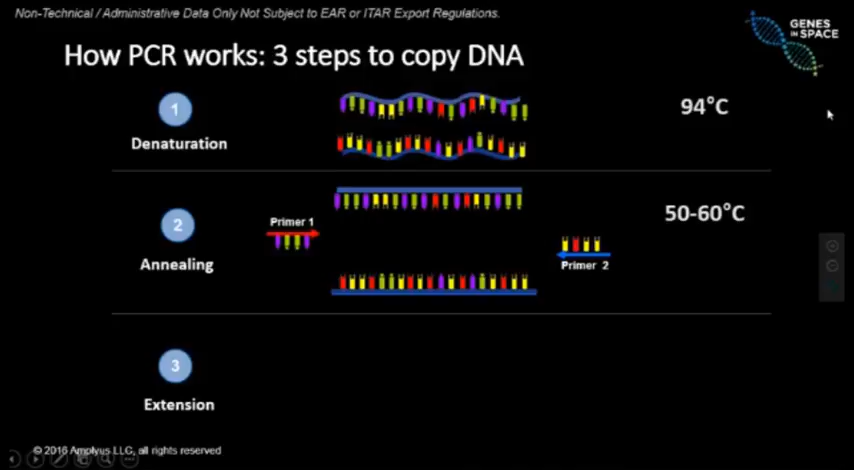 Non-Technical / Administrative Data Only Not Subject to EAR or ITAR Export Regulations.
GENES
IN SPACE
How PCR works: 3 steps to copy DNA
1
94°C
Denaturation
2
50-60°C
Primer 1
Annealing
Primer 2
3
Extension
© 2016 Amplyus LLC, all rights reserved